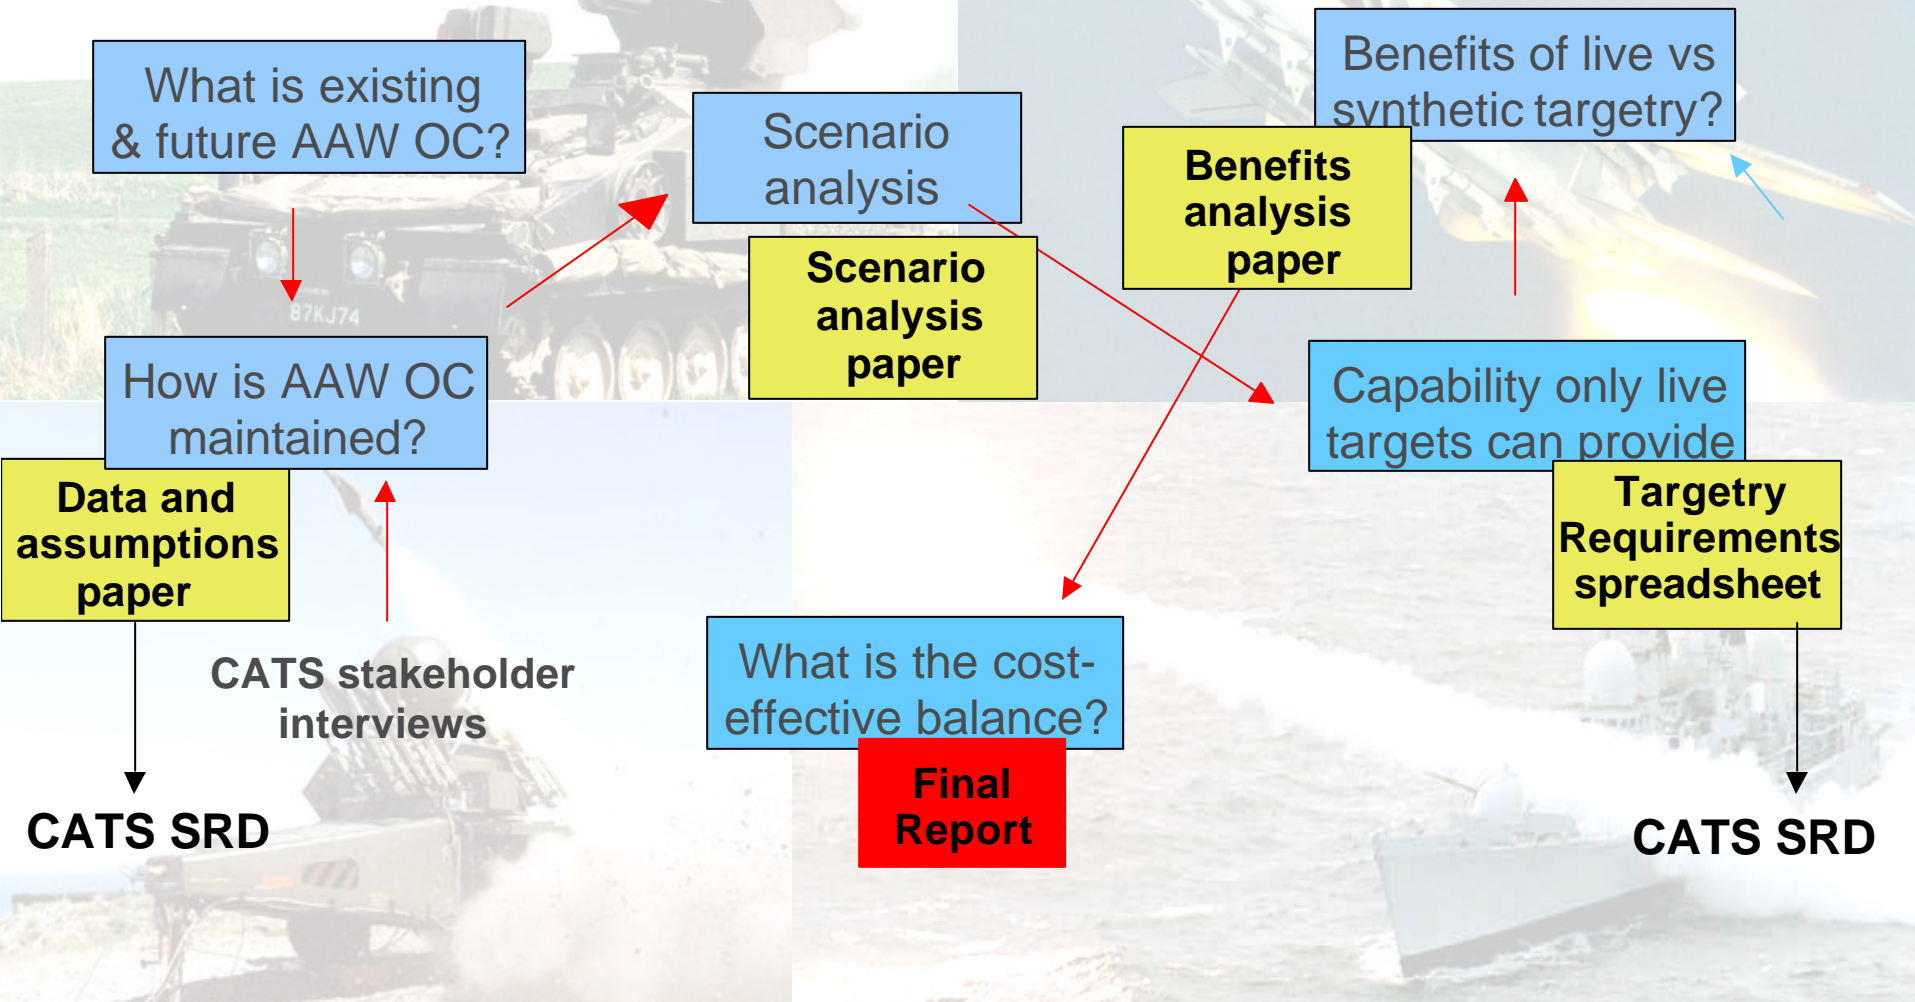 What is existing
& future AAW OC?
Scenario
analysis
Scenario
analysis
paper
Benefits of live vs
synthetic targetry?
Benefits
analysis
paper
87KJ74
How is AAW OC
maintained?
Data and
assumptions
paper
CATS stakeholder
interviews
CATS SRD
Capability only live
targets can provide
Targetry
Requirements
spreadsheet
CATS SRD
What is the cost-
effective balance?
Final
Report